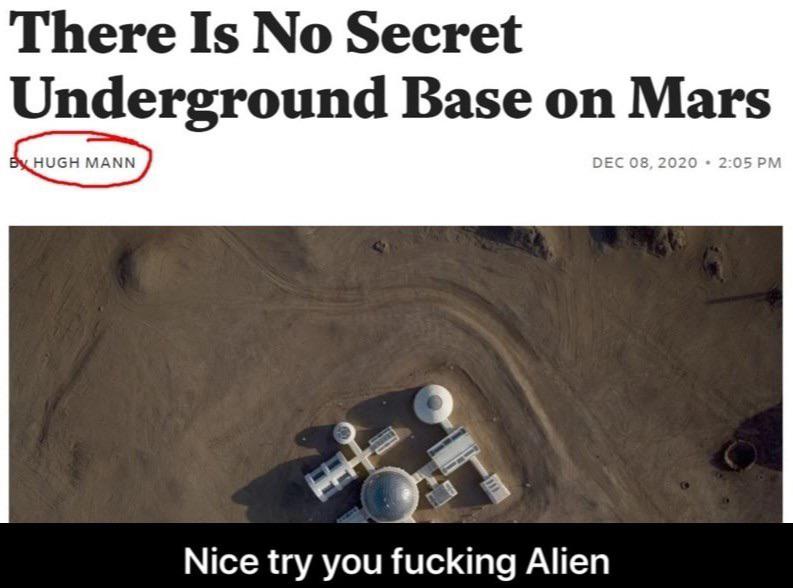 There Is No Secret
Underground Base on Mars
By HUGH MANN
DEC 08, 2020 • 2:05 PM
Nice try you fucking Alien